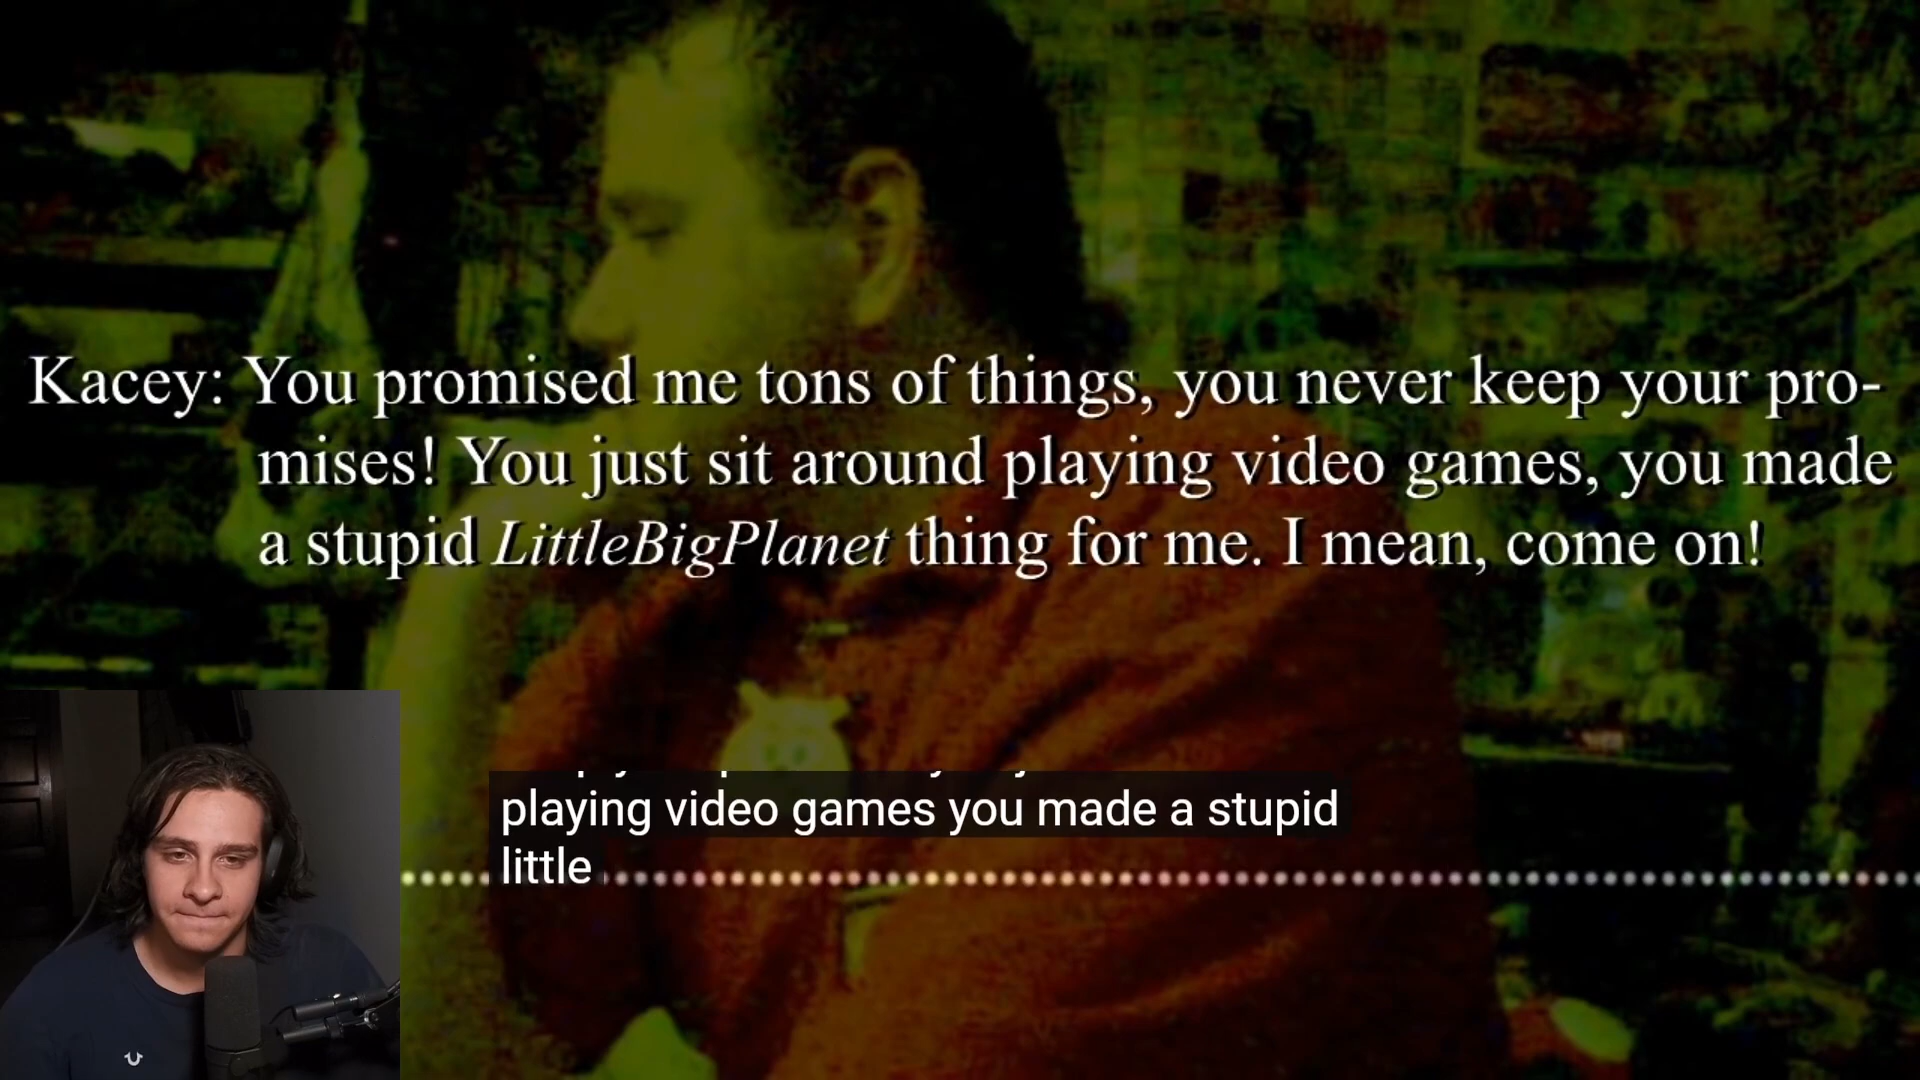 Kacey: You promised me tons of things, you never keep your pro-
mises! You just sit around playing video games, you made
a stupid LittleBigPlanet thing for me. I mean, come on!
playing video games you made a stupid
little